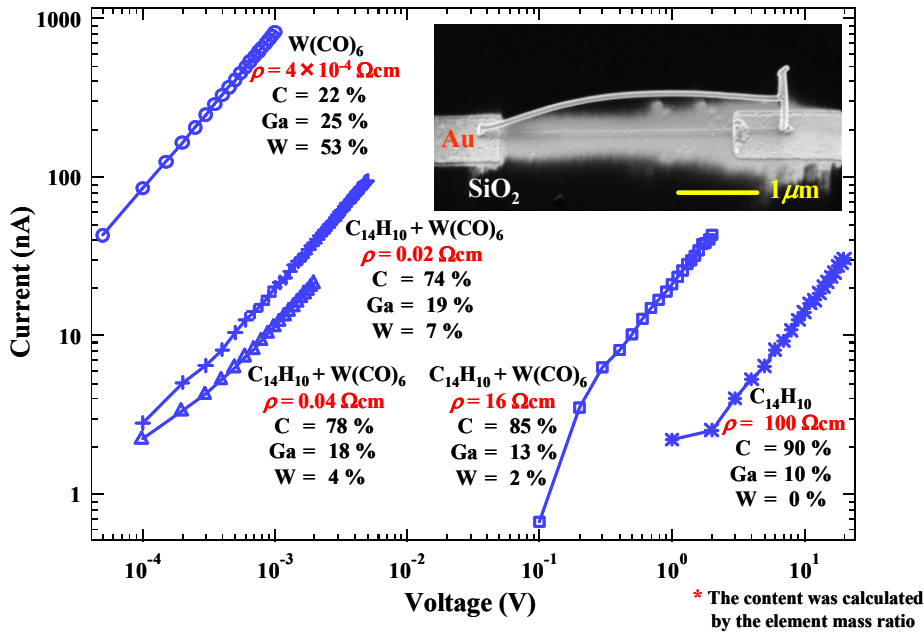 1000
100
10
1
Current (nA)
10⁻⁴
10⁻³
10⁻²
10⁻¹
10⁰
10¹
Voltage (V)
W(CO)₆
ρ = 4 × 10⁻⁴ Ωcm
C = 22 %
Ga = 25 %
W = 53 %
Au
SiO₂
1μm
C₁₄H₁₀ + W(CO)₆
ρ = 0.02 Ωcm
C = 74 %
Ga = 19 %
W = 7 %
C₁₄H₁₀ + W(CO)₆
ρ = 0.04 Ωcm
C = 78 %
Ga = 18 %
W = 4 %
C₁₄H₁₀ + W(CO)₆
ρ = 16 Ωcm
C = 85 %
Ga = 13 %
W = 2 %
C₁₄H₁₀
ρ = 100 Ωcm
C = 90 %
Ga = 10 %
W = 0 %
* The content was calculated
by the element mass ratio